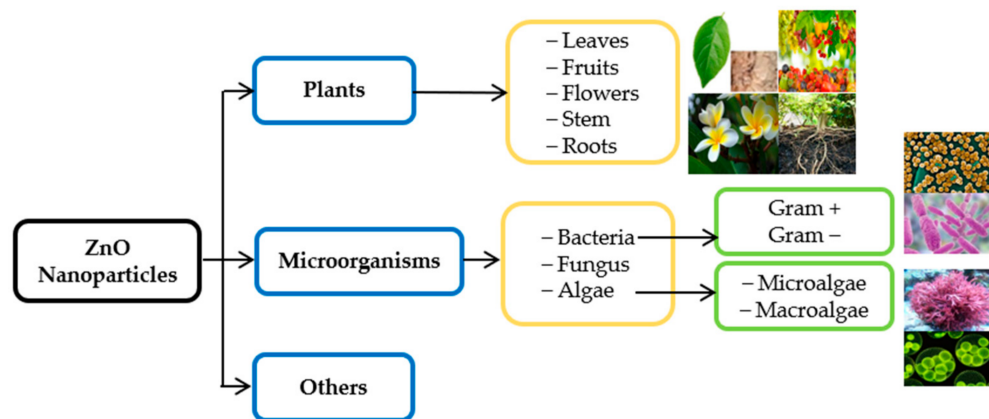 ZnO
Nanoparticles
Plants
– Leaves
– Fruits
– Flowers
– Stem
– Roots
Microorganisms
– Bacteria
– Fungus
– Algae
Gram +
Gram –
– Microalgae
– Macroalgae
Others